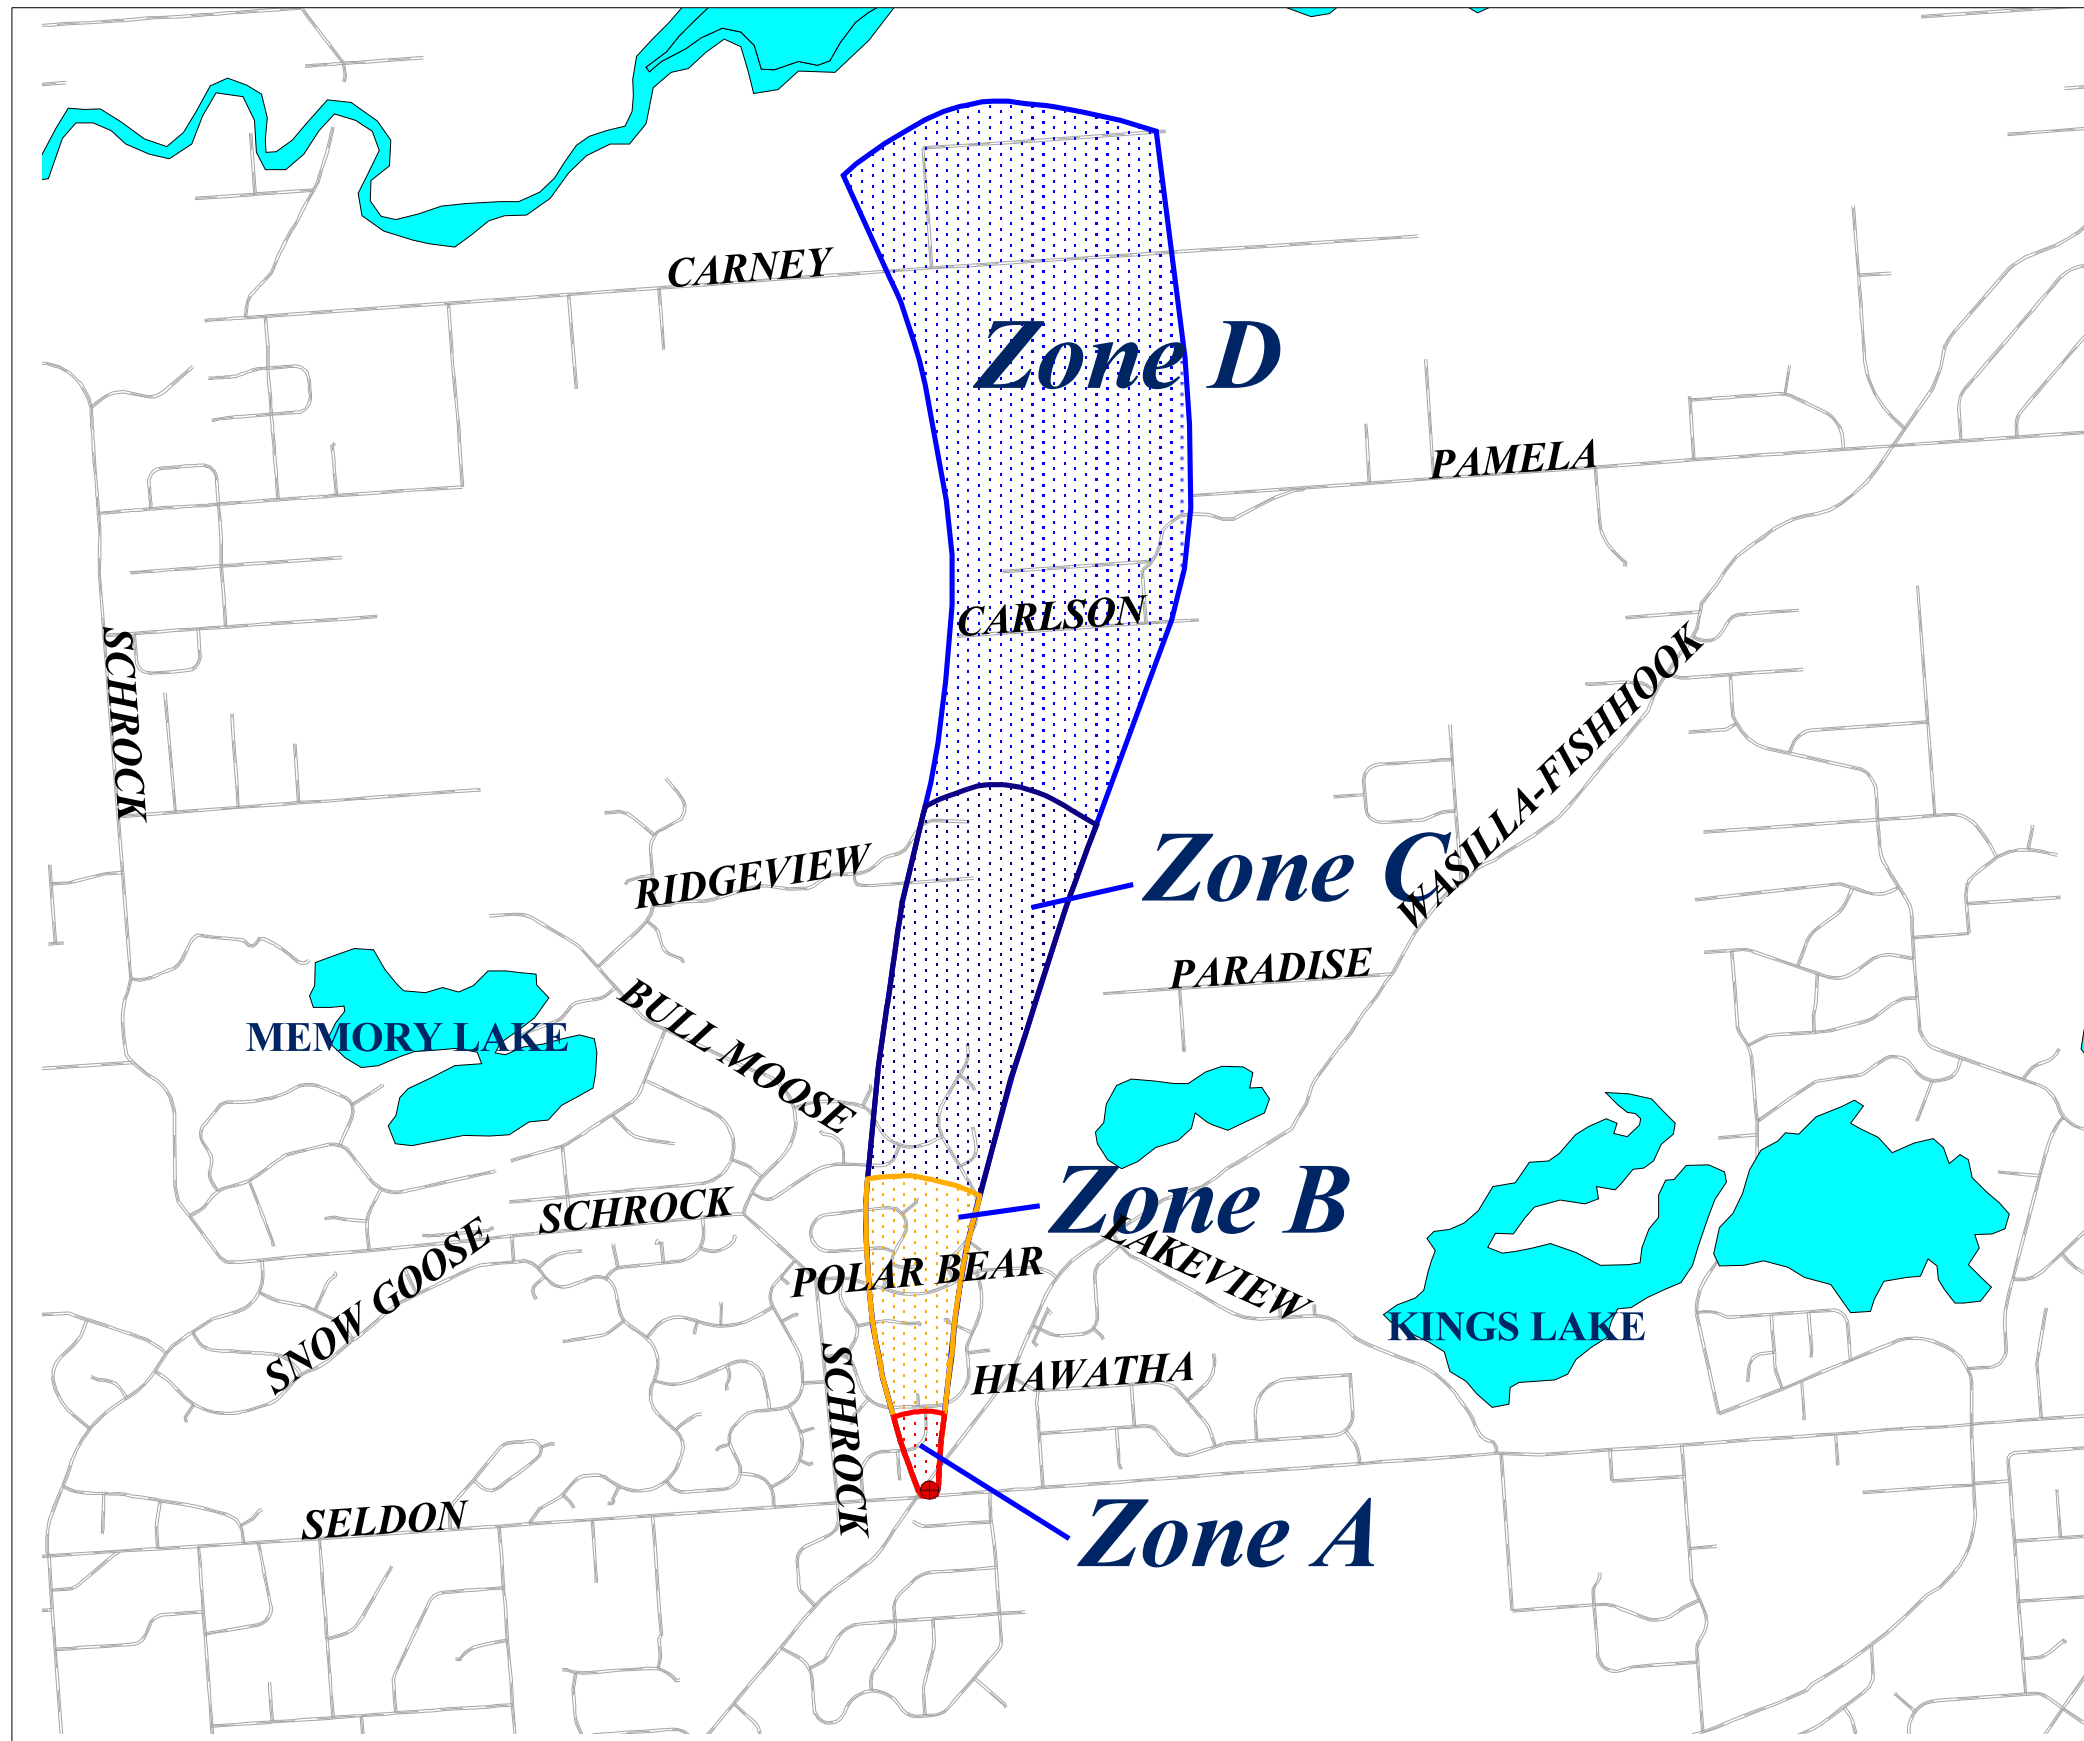 CARNEY
Zone D
PAMELA
CARLSON
SCHROCK
WASILLA-FISHHOOK
Zone C
RIDGEVIEW
PARADISE
MEMORY LAKE
BULL MOOSE
Zone B
SCHROCK
SNOW GOOSE
POLAR BEAR
LAKEVIEW
KINGS LAKE
HIAWATHA
SCHROCK
SELDON
Zone A